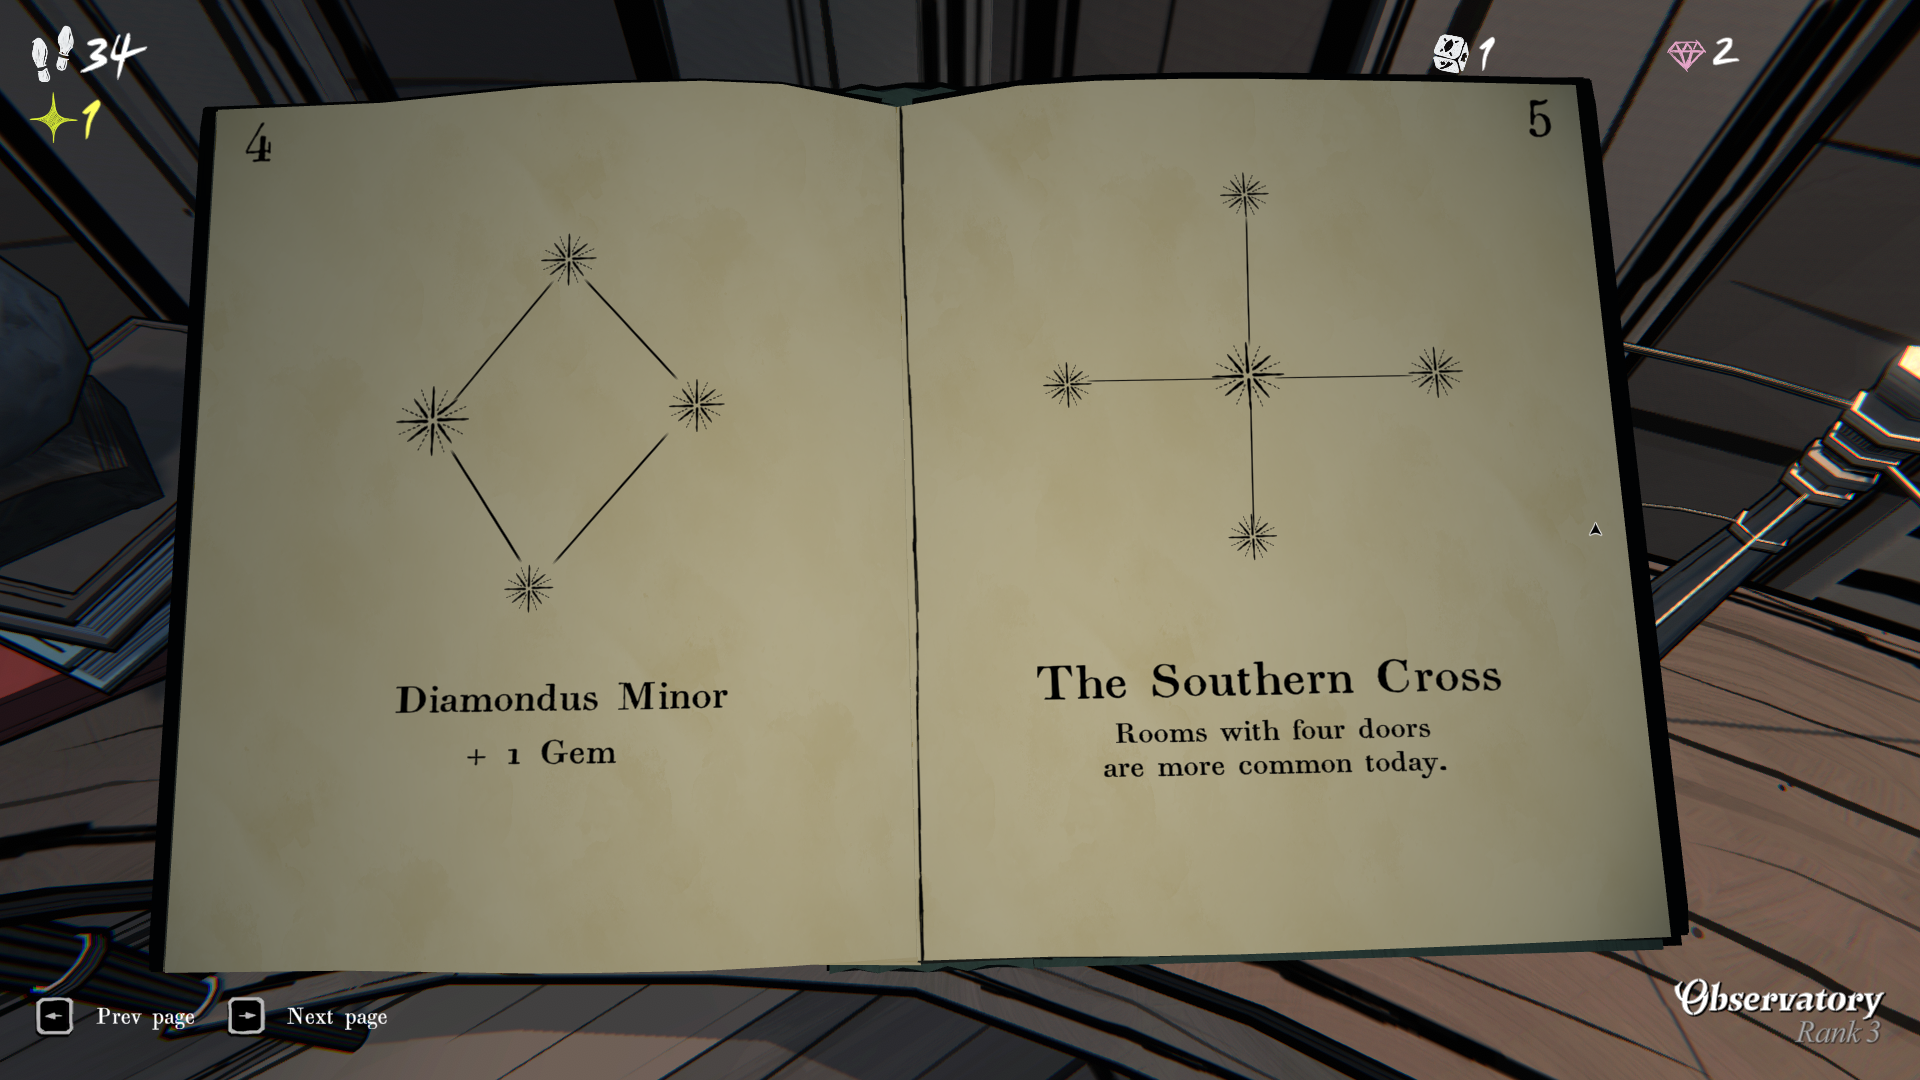 34
1
1
2
4
Diamondus Minor
+ 1 Gem
5
The Southern Cross
Rooms with four doors
are more common today.
Prev page
Next page
Observatory
Rank 3